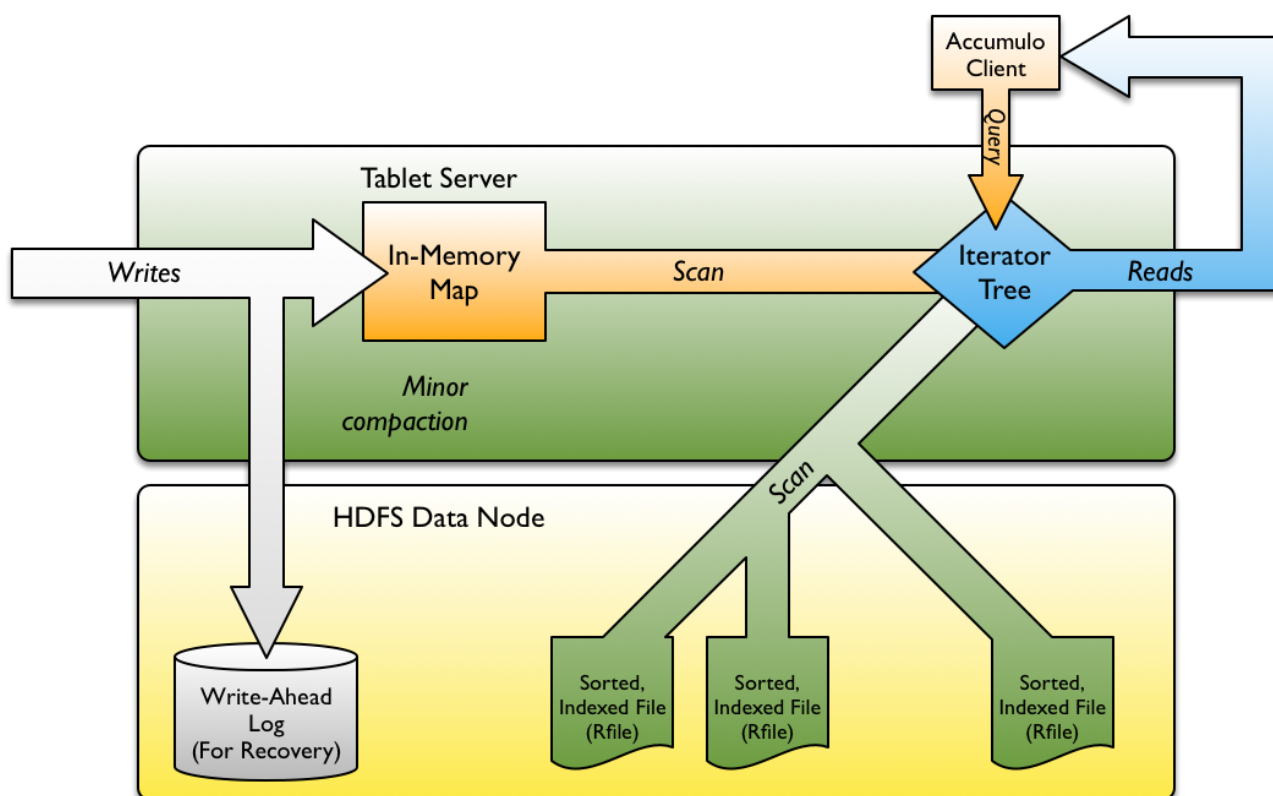 Accumulo
Client
Query
Tablet Server
Writes
In-Memory
Map
Scan
Iterator
Tree
Reads
Minor
compaction
Scan
HDFS Data Node
Write-Ahead
Log
(For Recovery)
Sorted,
Indexed File
(Rfile)
Sorted,
Indexed File
(Rfile)
Sorted,
Indexed File
(Rfile)